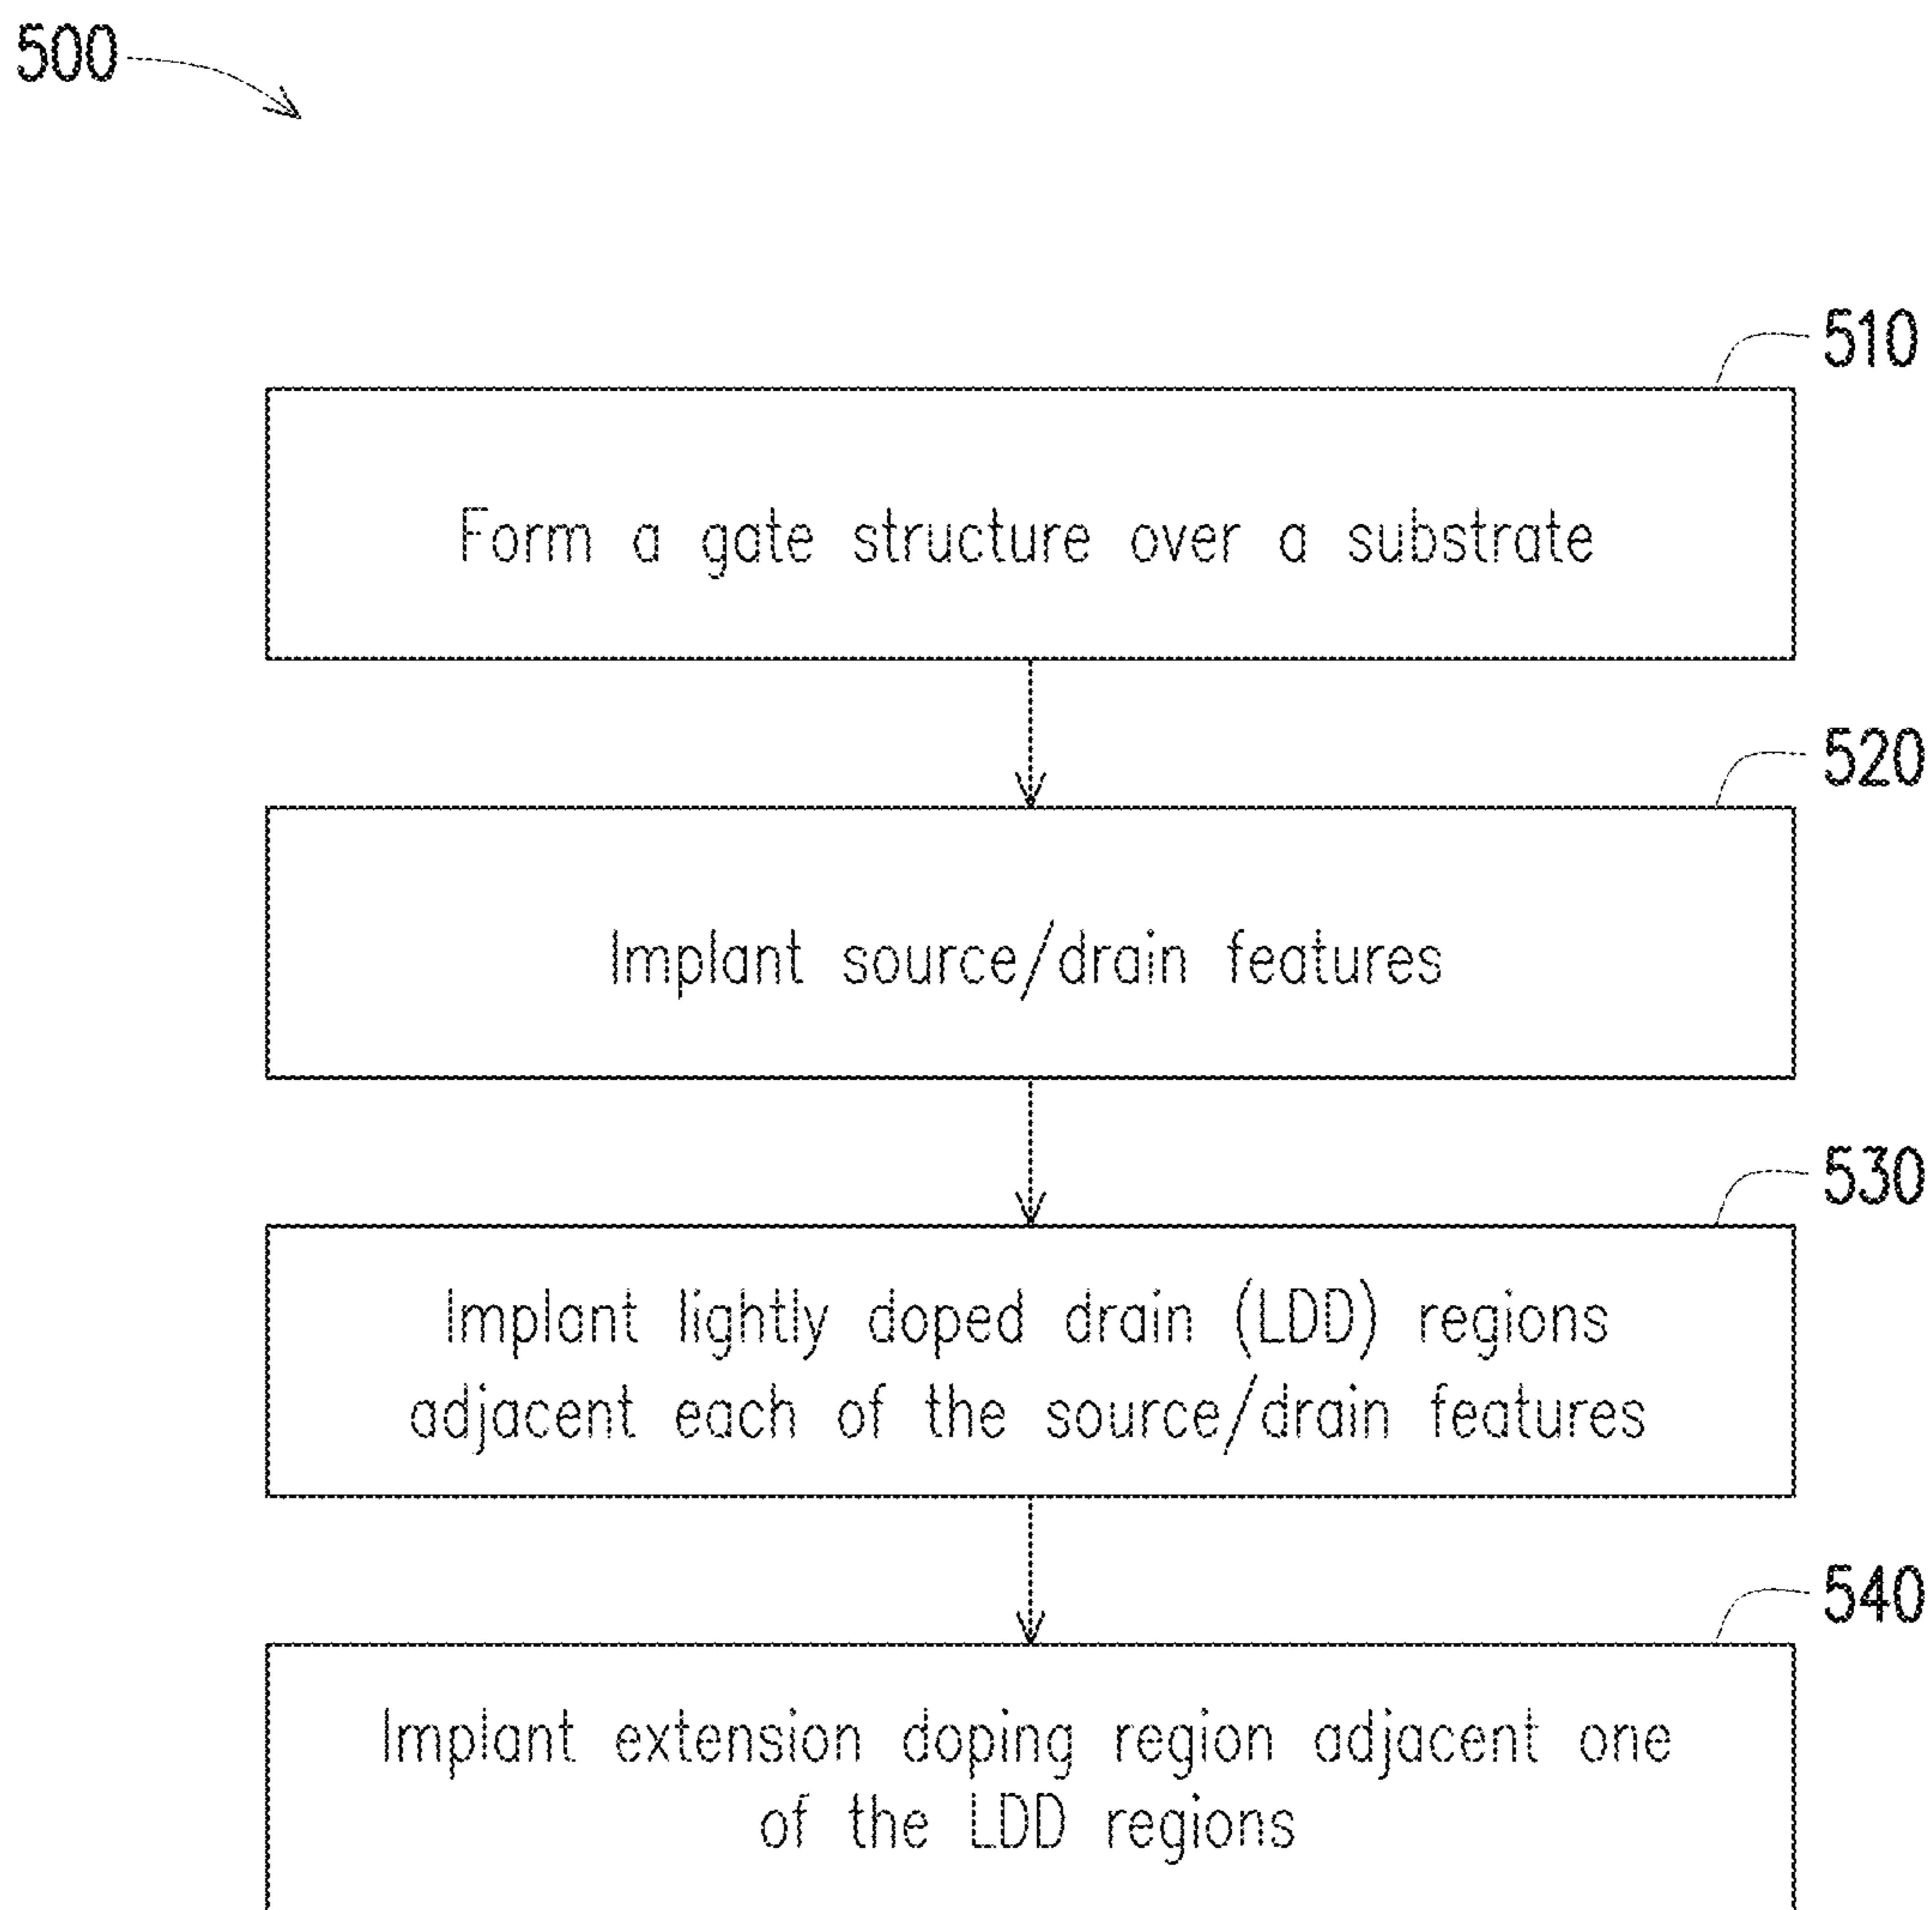 500
510
Form a gate structure over a substrate
520
Implant source/drain features
530
Implant lightly doped drain (LDD) regions
adjacent each of the source/drain features
540
Implant extension doping region adjacent one
of the LDD regions